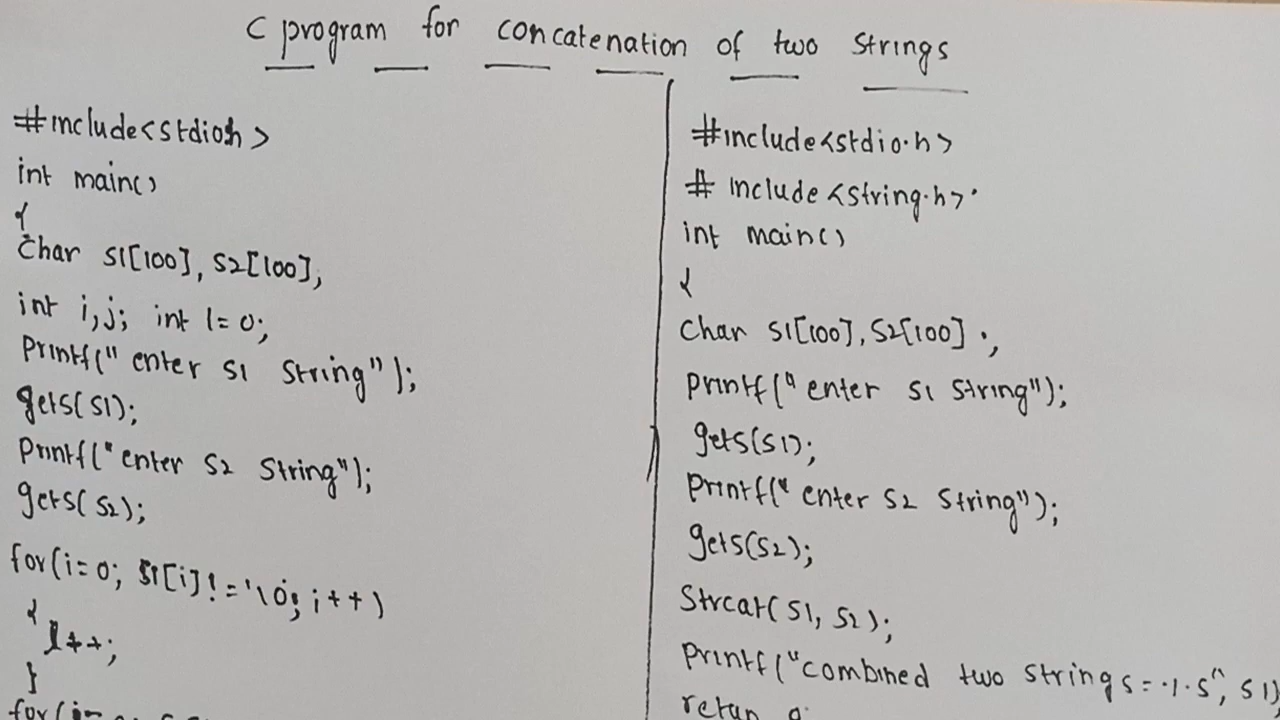 C program for concatenation of two Strings
#include<stdio.h>
int main()
{
char s1[100], s2[100];
int i,j; int l=0;
printf(" enter s1 string");
gets(s1);
printf("enter s2 string");
gets(s2);
for(i=0; s1[i]!='\0; i++)
{
l++;
}
#include<stdio.h>
# include<string.h>
int main()
{
char s1[100], s2[100] ;
printf(" enter s1 string");
gets(s1);
printf(" enter s2 string");
gets(s2);
strcat(s1, s2);
printf("combined two strings=%s", s1)
retun